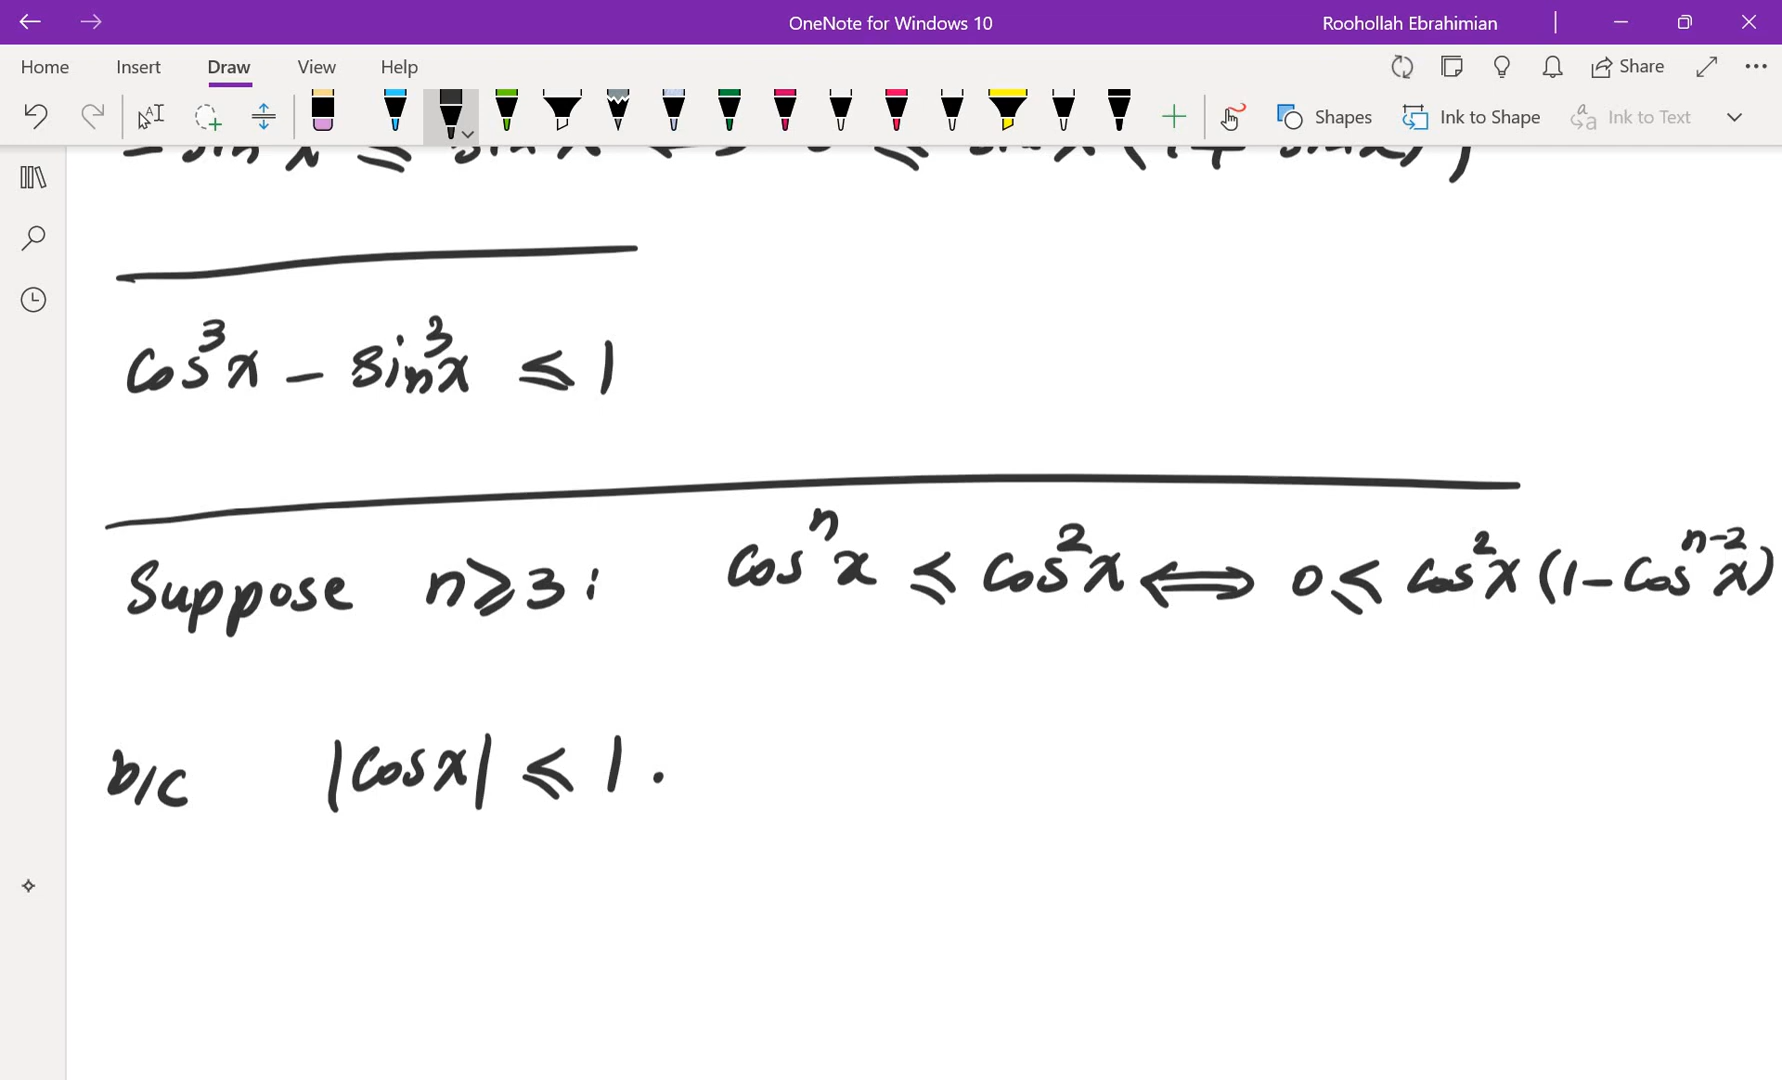 OneNote for Windows 10
Roohollah Ebrahimian
Home Insert Draw View Help Share
Shapes Ink to Shape Ink to Text
cos³x - sin³x ⩽ 1
Suppose n⩾3: cosⁿx ⩽ cos²x ⟺ 0 ⩽ cos²x (1 - cosⁿ⁻²x)
b/c |cosx| ⩽ 1.